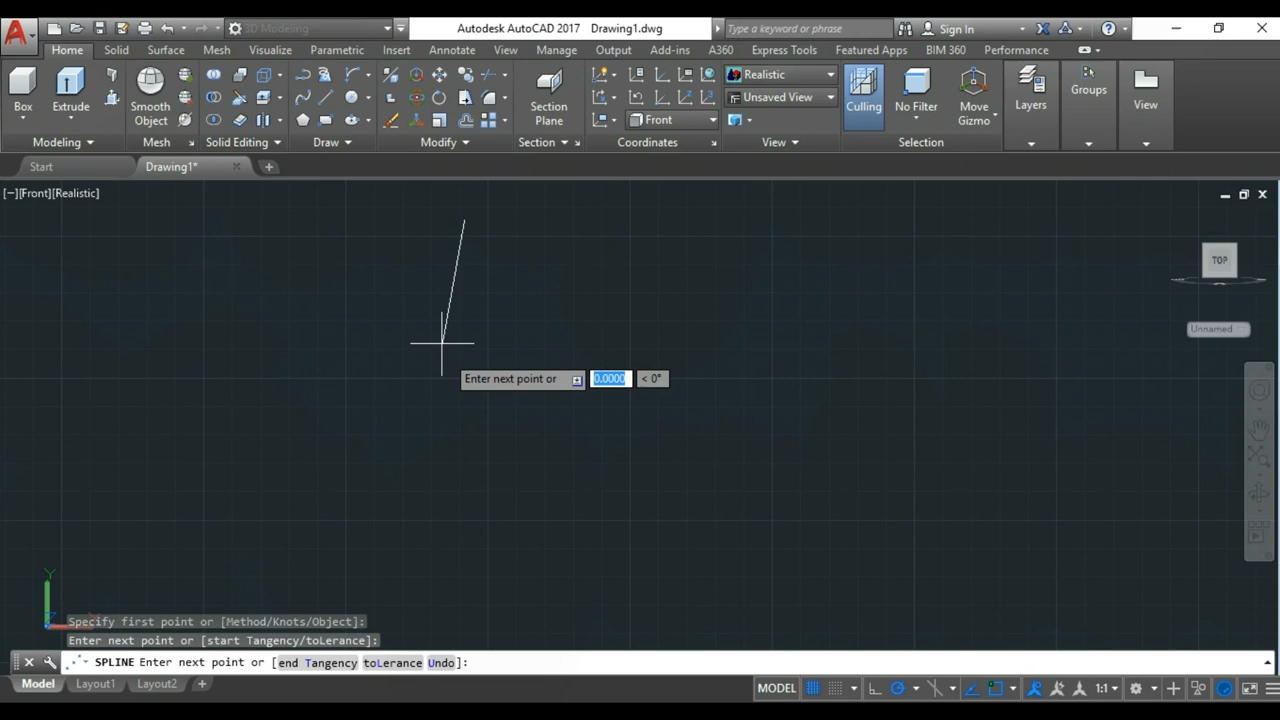 3D Modeling
Autodesk AutoCAD 2017 Drawing1.dwg
Type a keyword or phrase
Sign In
Home Solid Surface Mesh Visualize Parametric Insert Annotate View Manage Output Add-ins A360 Express Tools Featured Apps BIM 360 Performance
Box
Extrude
Smooth
Object
Section
Plane
Realistic
Unsaved View
Front
Culling
No Filter
Move
Gizmo
Layers
Groups
View
Modeling
Mesh
Solid Editing
Draw
Modify
Section
Coordinates
View
Selection
Start
Drawing1*
[−][Front][Realistic]
TOP
Unnamed
Enter next point or 0.0000 < 0°
Y
Specify first point or [Method/Knots/Object]:
Enter next point or [start Tangency/toLerance]:
SPLINE Enter next point or [end Tangency toLerance Undo]:
Model Layout1 Layout2 +
MODEL
1:1